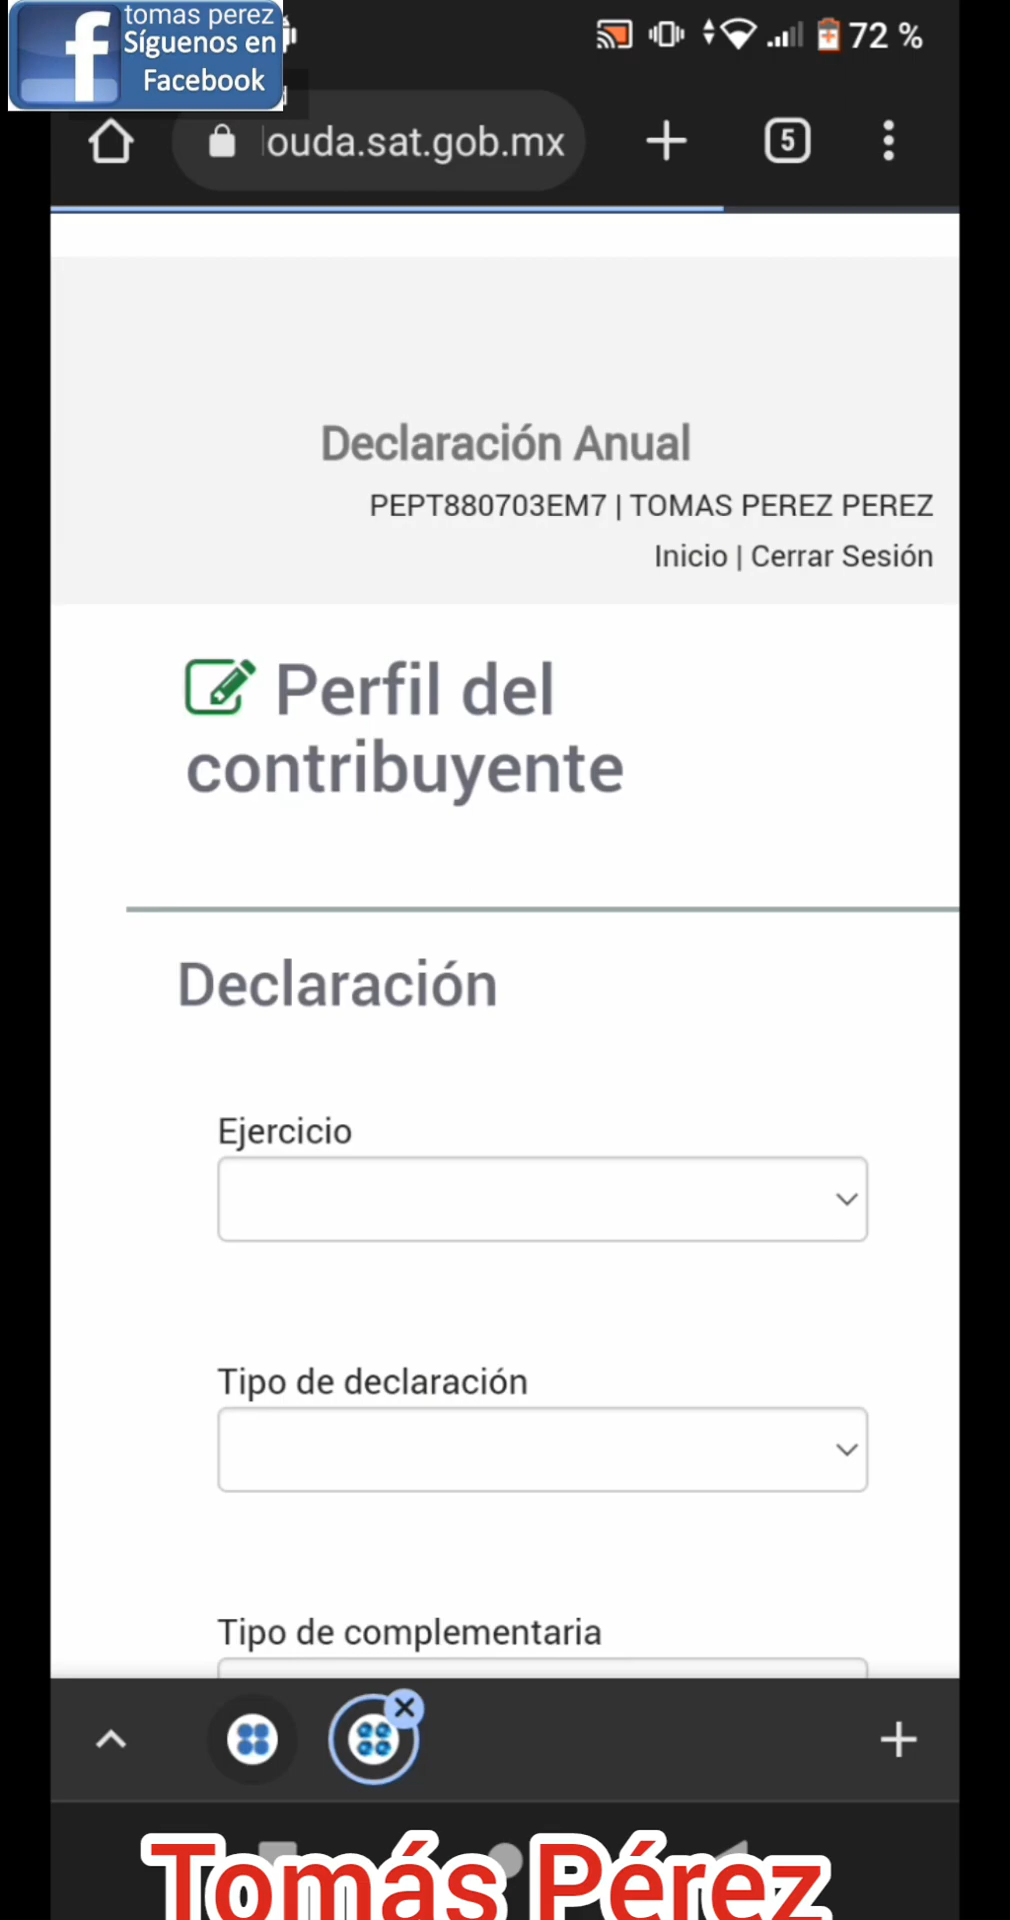 tomas perez
Síguenos en
Facebook
72 %
ouda.sat.gob.mx
5
Declaración Anual
PEPT880703EM7 | TOMAS PEREZ PEREZ
Inicio | Cerrar Sesión
Perfil del
contribuyente
Declaración
Ejercicio
Tipo de declaración
Tipo de complementaria
Tomás Pérez